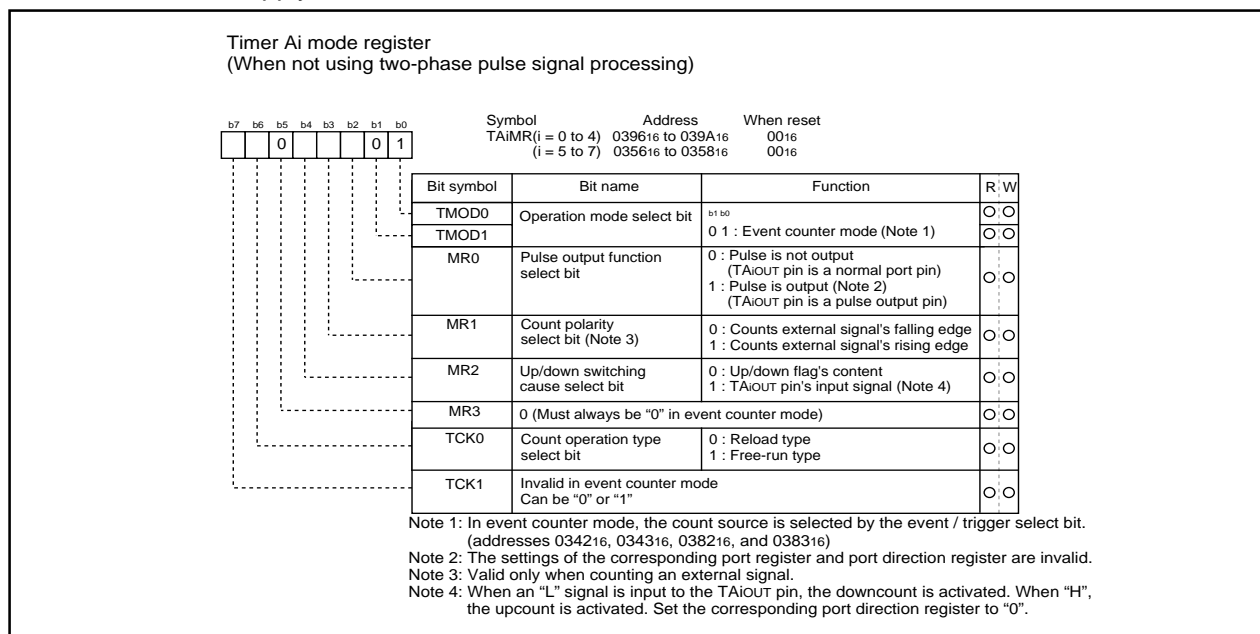 Timer Ai mode register
(When not using two-phase pulse signal processing)
b7 b6 b5 b4 b3 b2 b1 b0
0 0 1
Symbol Address When reset
TAiMR(i = 0 to 4) 039616 to 039A16 0016
(i = 5 to 7) 035616 to 035816 0016
Bit symbol Bit name Function R W
TMOD0 Operation mode select bit b1 b0
TMOD1 0 1 : Event counter mode (Note 1)
MR0 Pulse output function 0 : Pulse is not output
select bit (TAiOUT pin is a normal port pin)
1 : Pulse is output (Note 2)
(TAiOUT pin is a pulse output pin)
MR1 Count polarity 0 : Counts external signal's falling edge
select bit (Note 3) 1 : Counts external signal's rising edge
MR2 Up/down switching 0 : Up/down flag's content
cause select bit 1 : TAiOUT pin's input signal (Note 4)
MR3 0 (Must always be “0” in event counter mode)
TCK0 Count operation type 0 : Reload type
select bit 1 : Free-run type
TCK1 Invalid in event counter mode
Can be “0” or “1”
Note 1: In event counter mode, the count source is selected by the event / trigger select bit.
(addresses 034216, 034316, 038216, and 038316)
Note 2: The settings of the corresponding port register and port direction register are invalid.
Note 3: Valid only when counting an external signal.
Note 4: When an “L” signal is input to the TAiOUT pin, the downcount is activated. When “H”,
the upcount is activated. Set the corresponding port direction register to “0”.